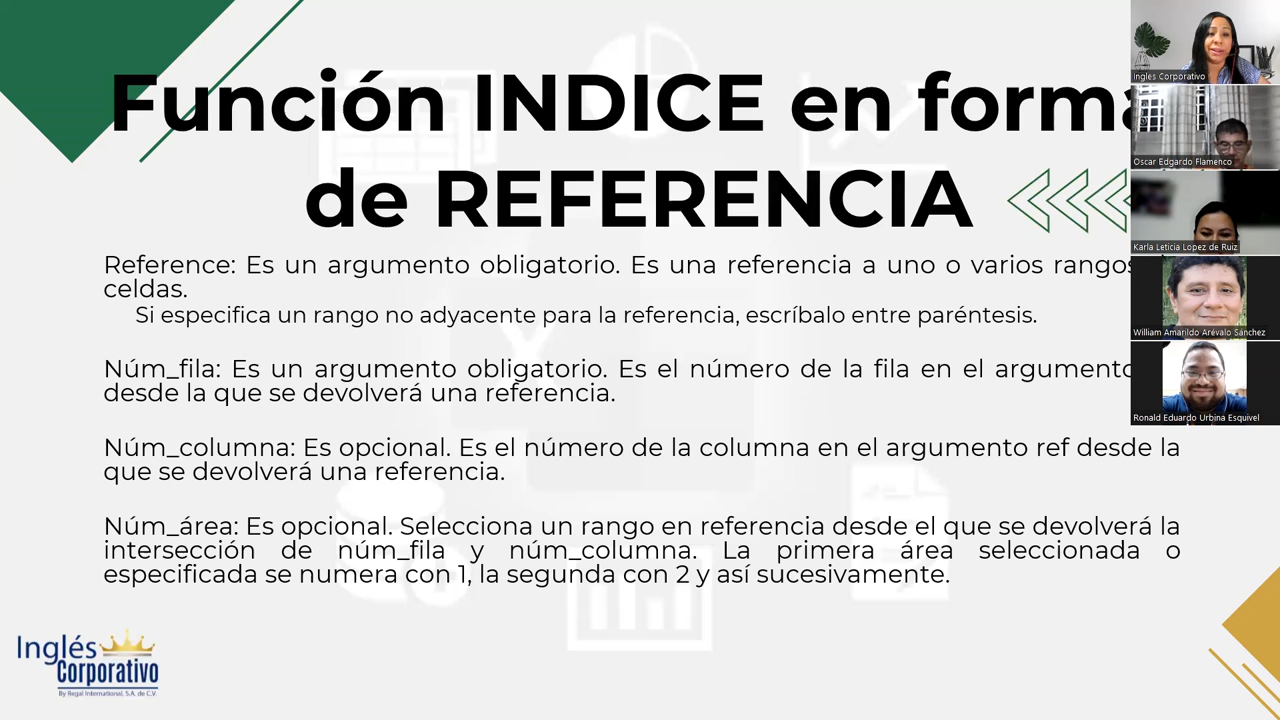 Función INDICE en forma
de REFERENCIA
Reference: Es un argumento obligatorio. Es una referencia a uno o varios rangos
celdas.
Si especifica un rango no adyacente para la referencia, escríbalo entre paréntesis.
Núm_fila: Es un argumento obligatorio. Es el número de la fila en el argumento
desde la que se devolverá una referencia.
Núm_columna: Es opcional. Es el número de la columna en el argumento ref desde la
que se devolverá una referencia.
Núm_área: Es opcional. Selecciona un rango en referencia desde el que se devolverá la
intersección de núm_fila y núm_columna. La primera área seleccionada o
especificada se numera con 1, la segunda con 2 y así sucesivamente.
Inglés
Corporativo
By Regal International, S.A. de C.V.
Ingles Corporativo
Oscar Edgardo Flamenco
Karla Leticia Lopez de Ruiz
William Amarildo Arévalo Sánchez
Ronald Eduardo Urbina Esquivel